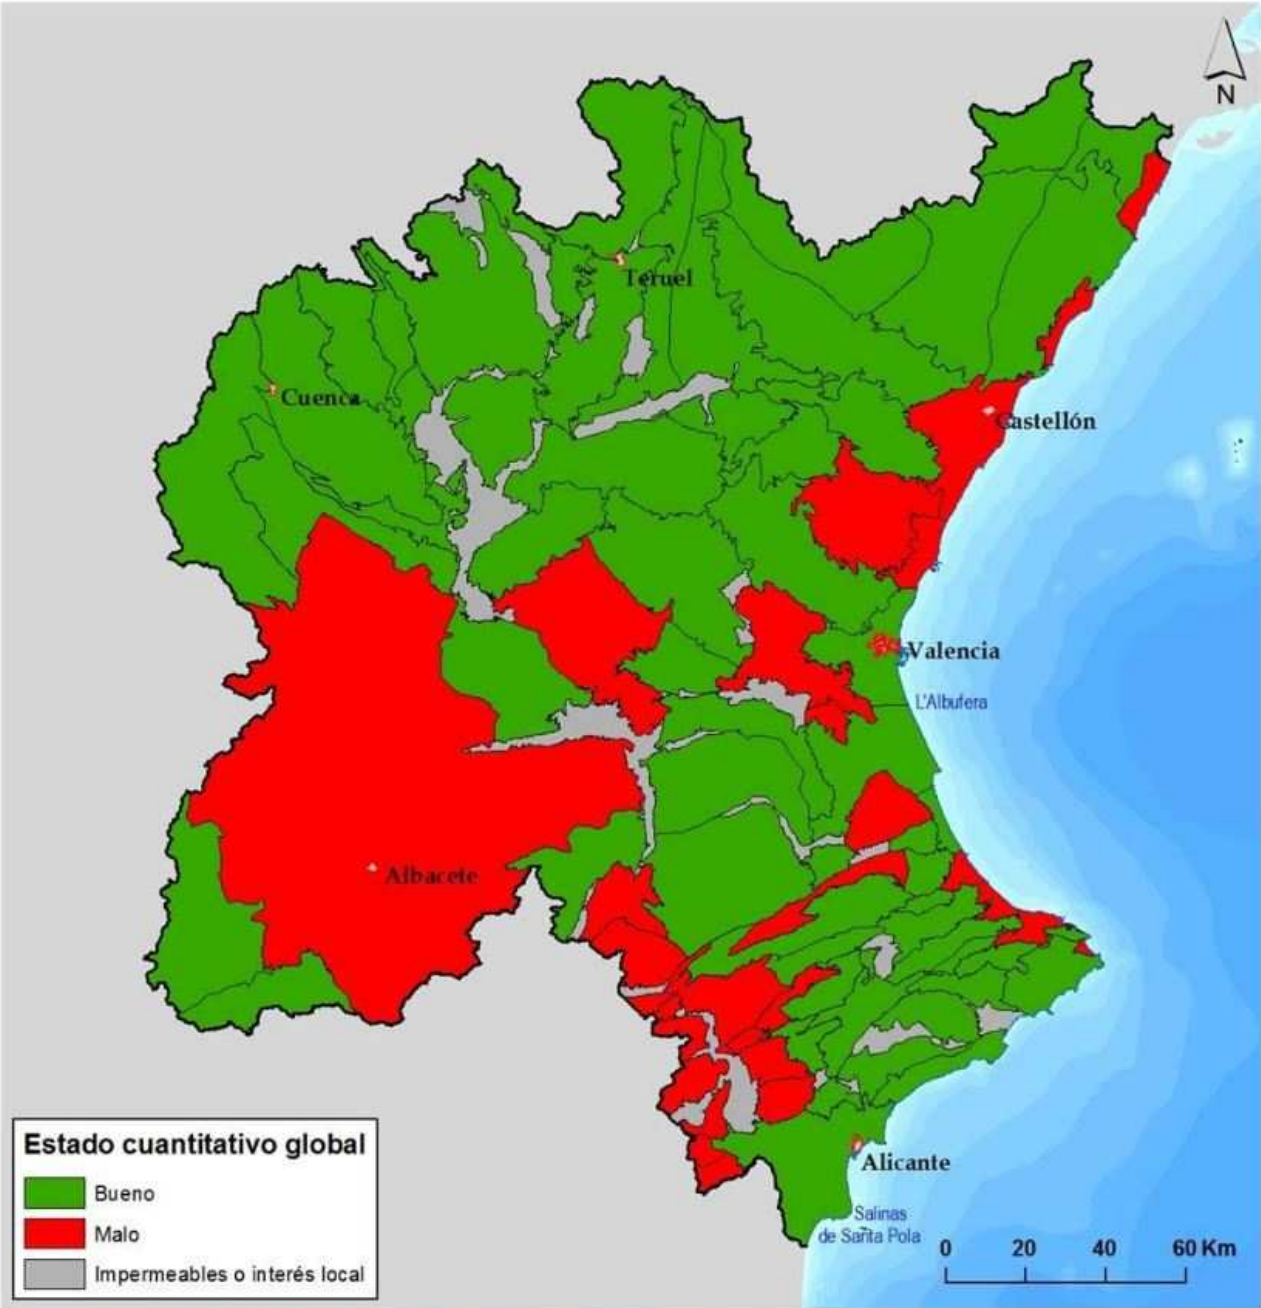 N
Teruel
Cuenca
Castellón
Valencia
L'Albufera
Albacete
Alicante
Salinas
de Santa Pola
0 20 40 60 Km
Estado cuantitativo global
Bueno
Malo
Impermeables o interés local